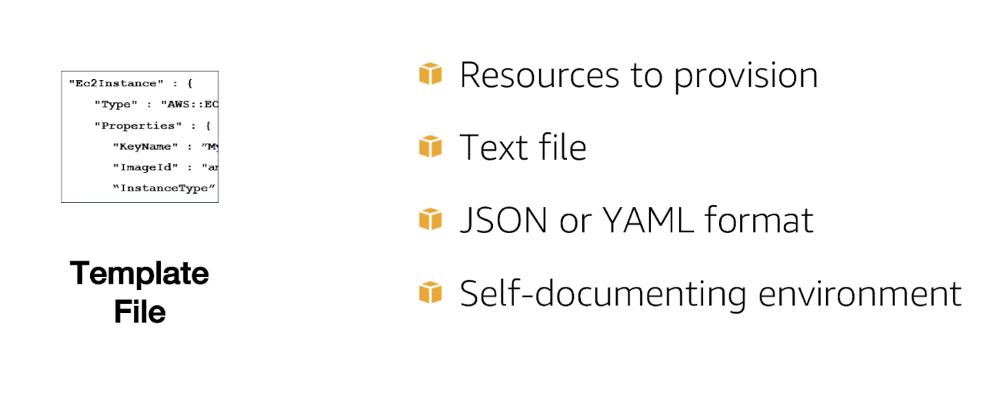 "Ec2Instance" : {
"Type" : "AWS::EC
"Properties" : {
"KeyName" : ”My
"ImageId" : "am
“InstanceType”
Template
File
Resources to provision
Text file
JSON or YAML format
Self-documenting environment